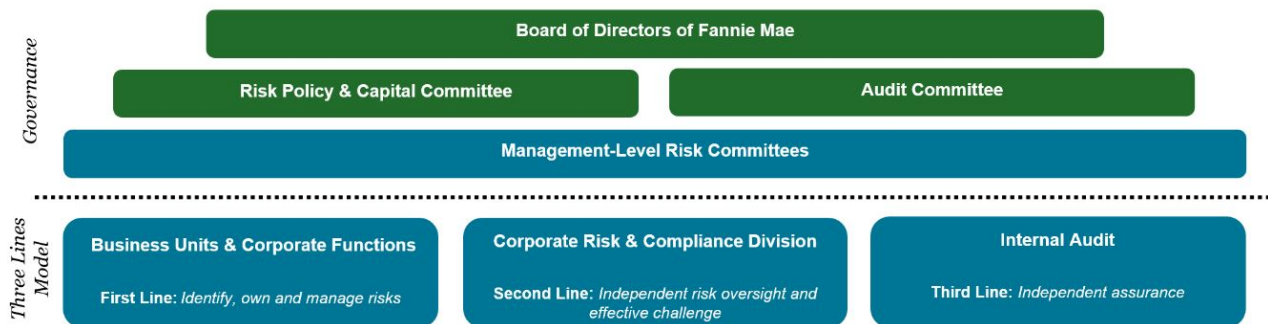 Governance
Board of Directors of Fannie Mae
Risk Policy & Capital Committee
Audit Committee
Management-Level Risk Committees
Three Lines
Model
Business Units & Corporate Functions
First Line: Identify, own and manage risks
Corporate Risk & Compliance Division
Second Line: Independent risk oversight and
effective challenge
Internal Audit
Third Line: Independent assurance